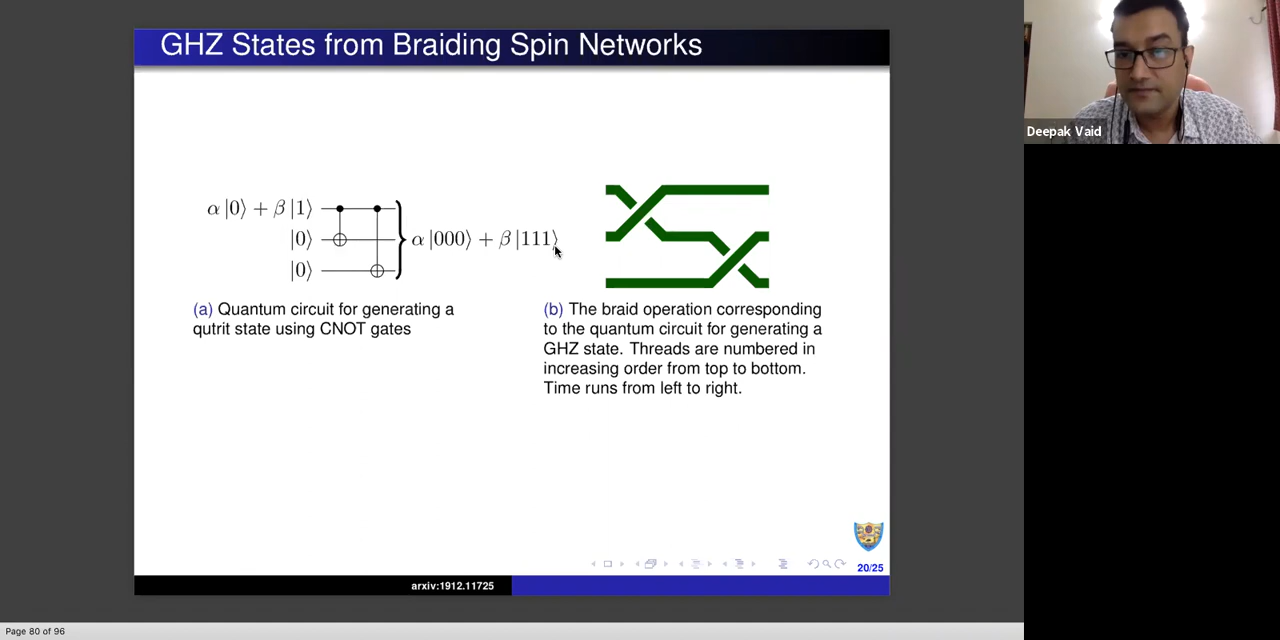 GHZ States from Braiding Spin Networks
Deepak Vaid
α |0⟩ + β |1⟩
|0⟩
|0⟩
α |000⟩ + β |111⟩
(a) Quantum circuit for generating a
qutrit state using CNOT gates
(b) The braid operation corresponding
to the quantum circuit for generating a
GHZ state. Threads are numbered in
increasing order from top to bottom.
Time runs from left to right.
20/25
arxiv:1912.11725
Page 80 of 96